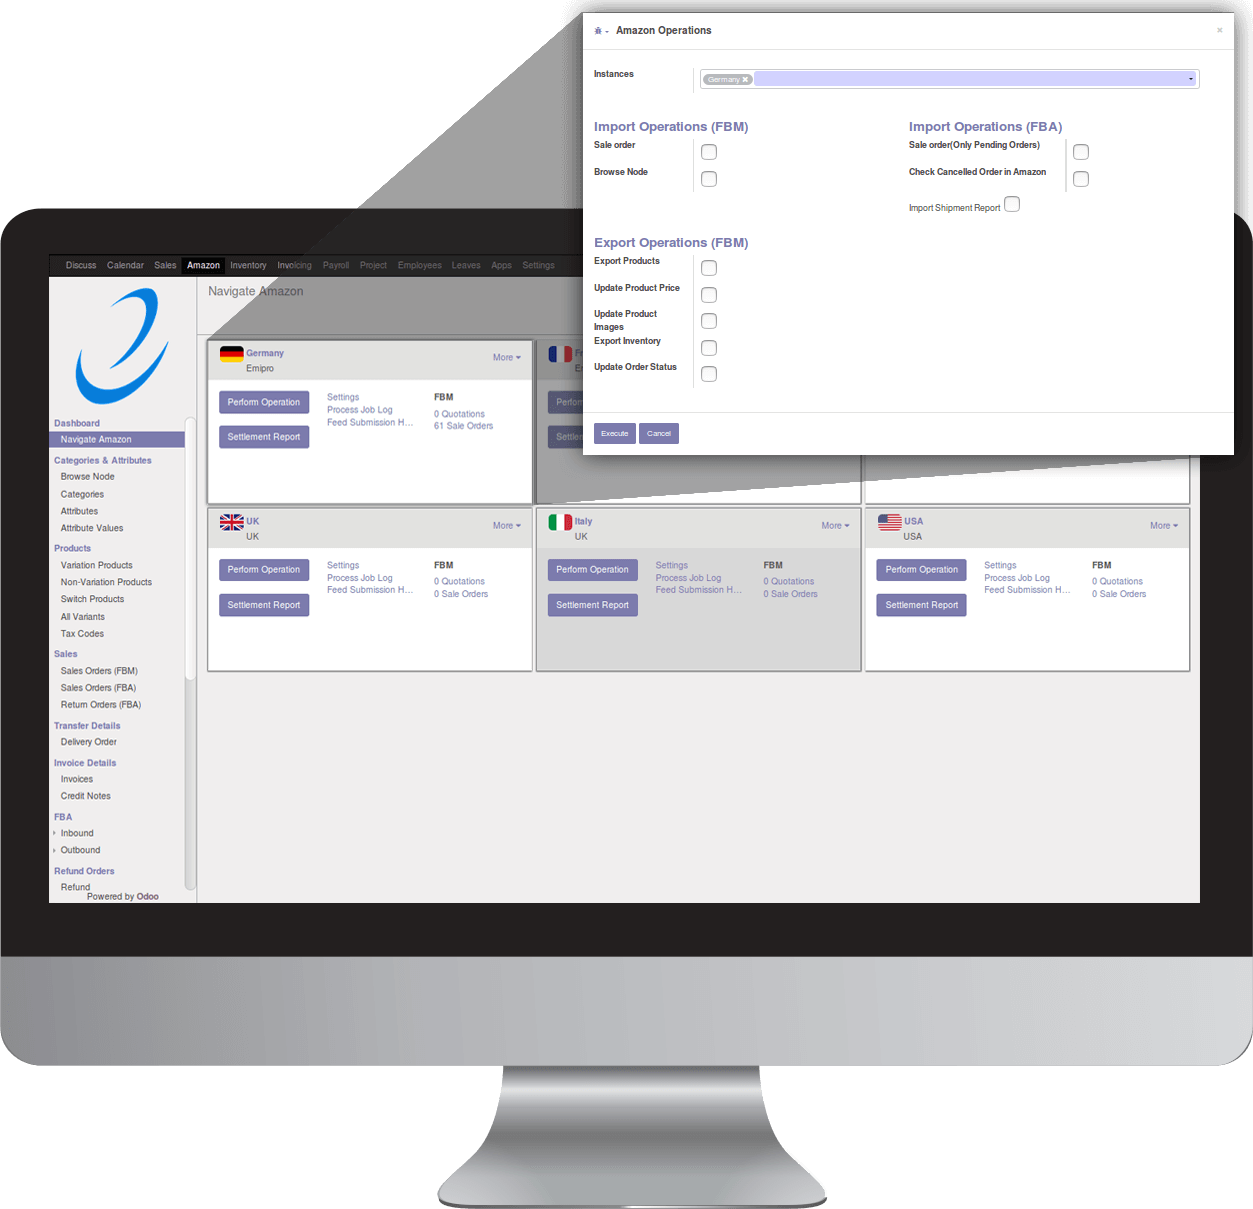 Amazon Operations
×
Instances
Germany ✖
Import Operations (FBM)
Import Operations (FBA)
Sale order
Sale order(Only Pending Orders)
Browse Node
Check Cancelled Order in Amazon
Import Shipment Report
Export Operations (FBM)
Export Products
Update Product Price
Update Product
Images
Export Inventory
Update Order Status
Execute Cancel
Discuss Calendar Sales Amazon Inventory Invoicing Payroll Project Employees Leaves Apps Settings
Navigate Amazon
Dashboard
Navigate Amazon
Categories & Attributes
Browse Node
Categories
Attributes
Attribute Values
Products
Variation Products
Non-Variation Products
Switch Products
All Variants
Tax Codes
Sales
Sales Orders (FBM)
Sales Orders (FBA)
Return Orders (FBA)
Transfer Details
Delivery Order
Invoice Details
Invoices
Credit Notes
FBA
Inbound
Outbound
Refund Orders
Refund
Powered by Odoo
Germany
More
Emipro
Perform Operation
Settlement Report
Settings
Process Job Log
Feed Submission H...
FBM
0 Quotations
61 Sale Orders
UK
More
UK
Perform Operation
Settlement Report
Settings
Process Job Log
Feed Submission H...
FBM
0 Quotations
0 Sale Orders
Italy
More
UK
Perform Operation
Settlement Report
Settings
Process Job Log
Feed Submission H...
FBM
0 Quotations
0 Sale Orders
USA
More
USA
Perform Operation
Settlement Report
Settings
Process Job Log
Feed Submission H...
FBM
0 Quotations
0 Sale Orders